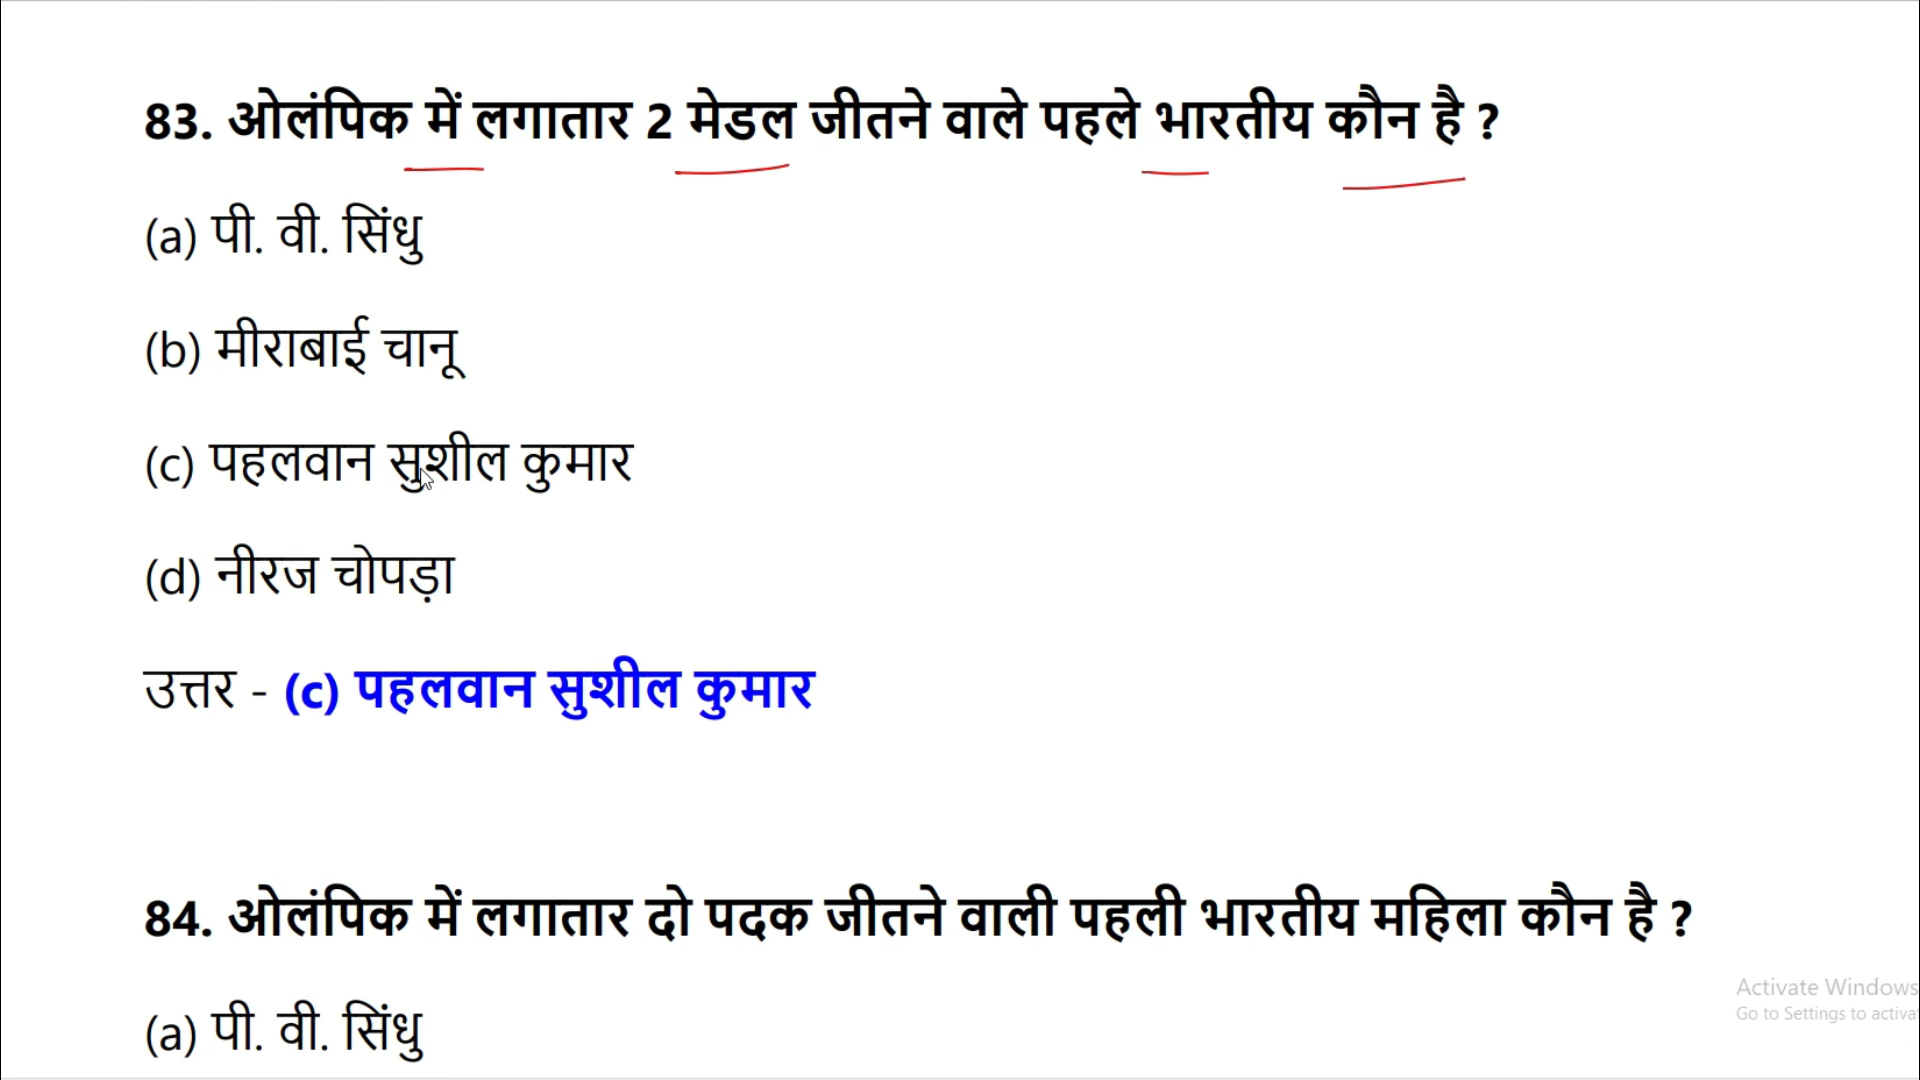 83. ओलंपिक में लगातार 2 मेडल जीतने वाले पहले भारतीय कौन है ?
(a) पी. वी. सिंधु
(b) मीराबाई चानू
(c) पहलवान सुशील कुमार
(d) नीरज चोपड़ा
उत्तर - (c) पहलवान सुशील कुमार
84. ओलंपिक में लगातार दो पदक जीतने वाली पहली भारतीय महिला कौन है ?
Activate Windows
Go to Settings to activa
(a) पी. वी. सिंधु